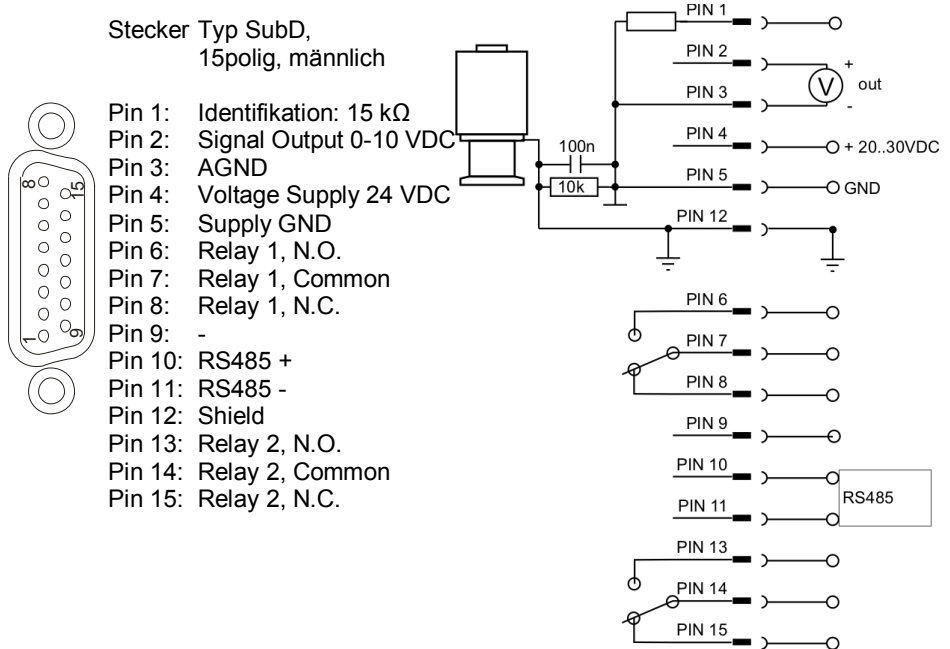 Stecker Typ SubD,
15polig, männlich
Pin 1: Identifikation: 15 kΩ
Pin 2: Signal Output 0-10 VDC
Pin 3: AGND
Pin 4: Voltage Supply 24 VDC
Pin 5: Supply GND
Pin 6: Relay 1, N.O.
Pin 7: Relay 1, Common
Pin 8: Relay 1, N.C.
Pin 9: -
Pin 10: RS485 +
Pin 11: RS485 -
Pin 12: Shield
Pin 13: Relay 2, N.O.
Pin 14: Relay 2, Common
Pin 15: Relay 2, N.C.
8
15
1
9
100n
10k
PIN 1
PIN 2
+
V
out
-
PIN 3
PIN 4
+ 20..30VDC
PIN 5
GND
PIN 12
PIN 6
PIN 7
PIN 8
PIN 9
PIN 10
RS485
PIN 11
PIN 13
PIN 14
PIN 15